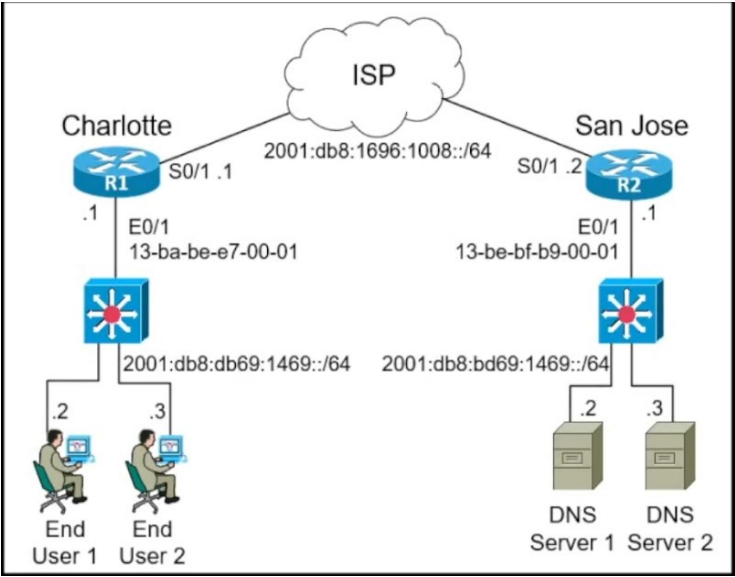 ISP
Charlotte
San Jose
2001:db8:1696:1008::/64
S0/1 .1
S0/1 .2
R1
R2
.1
.1
E0/1
13-ba-be-e7-00-01
E0/1
13-be-bf-b9-00-01
2001:db8:db69:1469::/64
2001:db8:bd69:1469::/64
.2
.3
.2
.3
End
User 1
End
User 2
DNS
Server 1
DNS
Server 2